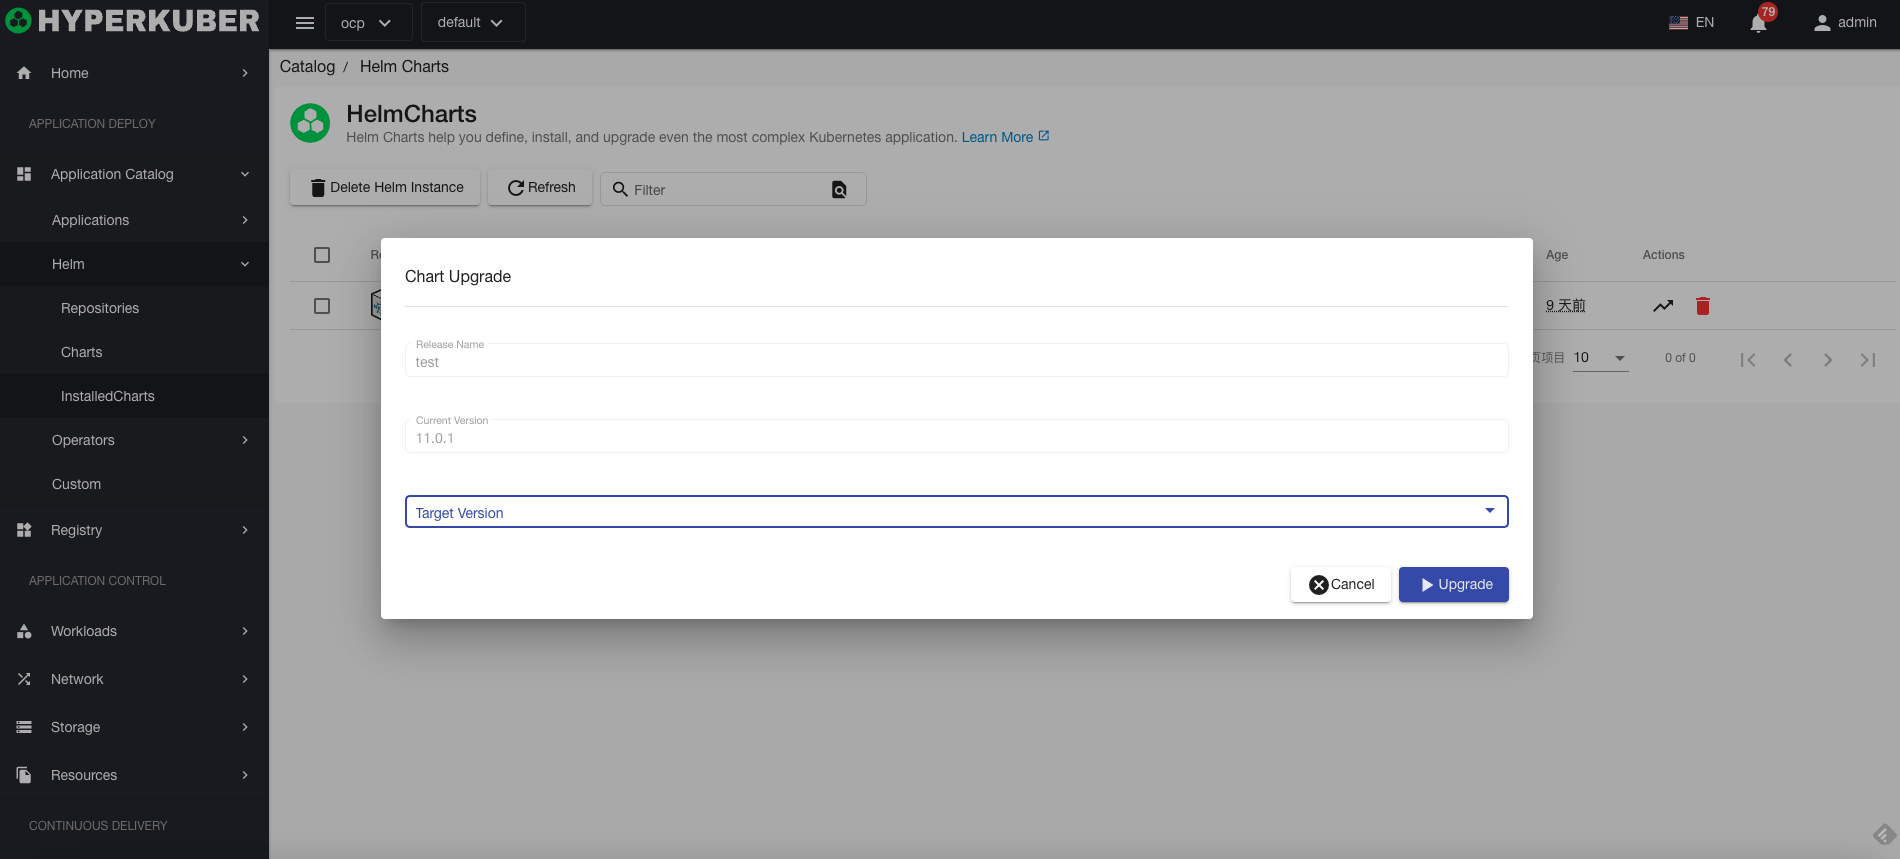 HYPERKUBER
ocp
default
EN
79
admin
Home
APPLICATION DEPLOY
Application Catalog
Applications
Helm
Repositories
Charts
InstalledCharts
Operators
Custom
Registry
APPLICATION CONTROL
Workloads
Network
Storage
Resources
CONTINUOUS DELIVERY
Catalog / Helm Charts
HelmCharts
Helm Charts help you define, install, and upgrade even the most complex Kubernetes application. Learn More
Delete Helm Instance
Refresh
Filter
Age
Actions
9 天前
页项目 10
0 of 0
Chart Upgrade
Release Name
test
Current Version
11.0.1
Target Version
Cancel
Upgrade